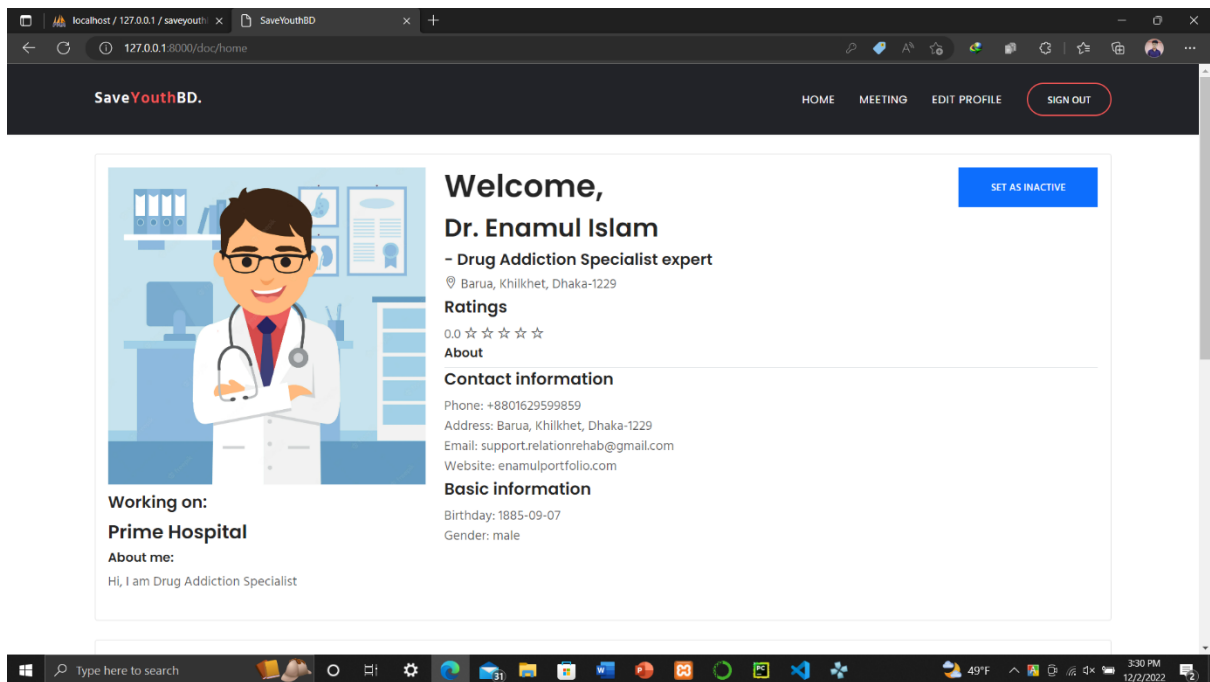 localhost / 127.0.0.1 / saveyouth
SaveYouthBD
127.0.0.1:8000/doc/home
SaveYouthBD.
HOME MEETING EDIT PROFILE SIGN OUT
SET AS INACTIVE
Welcome,
Dr. Enamul Islam
- Drug Addiction Specialist expert
Barua, Khilkhet, Dhaka-1229
Ratings
0.0
About
Contact information
Phone: +8801629599859
Address: Barua, Khilkhet, Dhaka-1229
Email: support.relationrehab@gmail.com
Website: enamulportfolio.com
Basic information
Birthday: 1885-09-07
Gender: male
Working on:
Prime Hospital
About me:
Hi, I am Drug Addiction Specialist
Type here to search
31
49°F
3:30 PM
12/2/2022
2